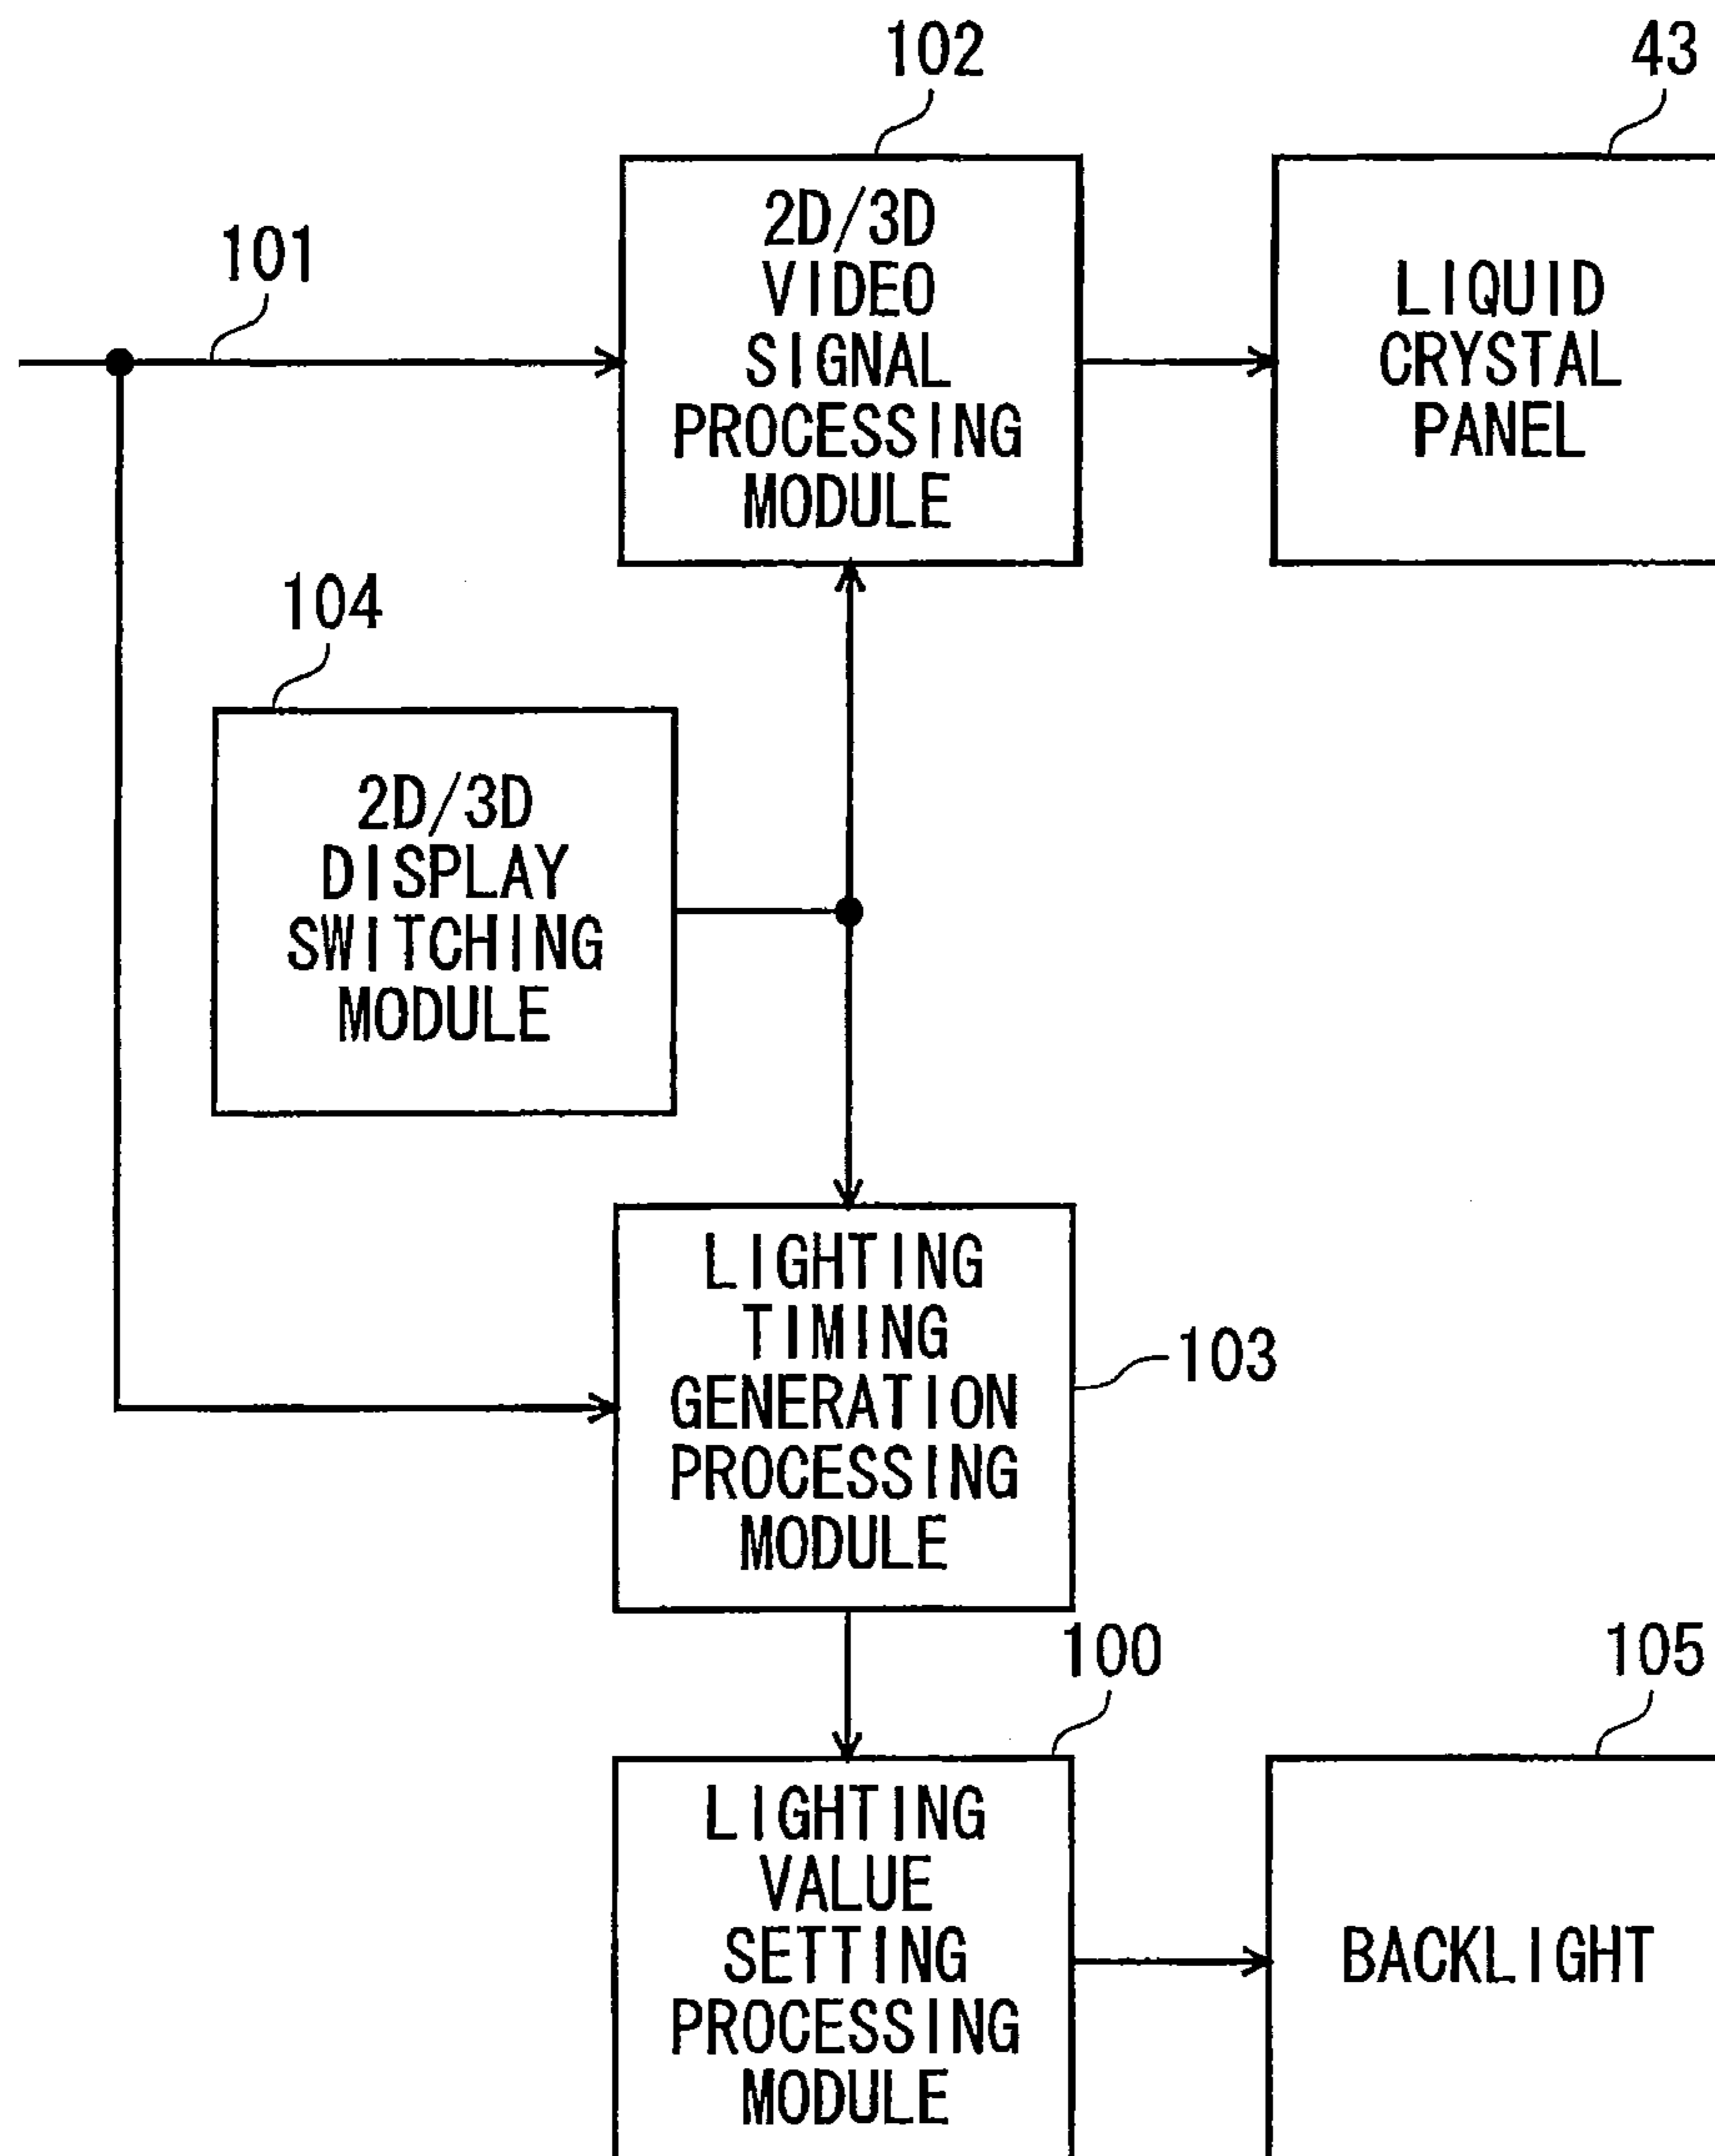 102
43
101
2D/3D
VIDEO
SIGNAL
PROCESSING
MODULE
LIQUID
CRYSTAL
PANEL
104
2D/3D
DISPLAY
SWITCHING
MODULE
LIGHTING
TIMING
GENERATION
PROCESSING
MODULE
103
100
105
LIGHTING
VALUE
SETTING
PROCESSING
MODULE
BACKLIGHT